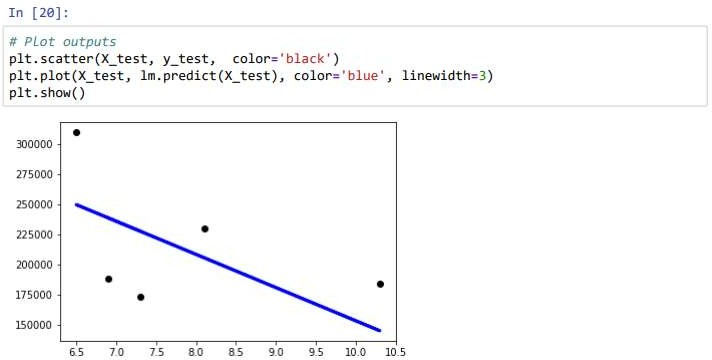 In [20]:
# Plot outputs
plt.scatter(X_test, y_test,  color='black')
plt.plot(X_test, lm.predict(X_test), color='blue', linewidth=3)
plt.show()
300000
275000
250000
225000
200000
175000
150000
6.5 7.0 7.5 8.0 8.5 9.0 9.5 10.0 10.5